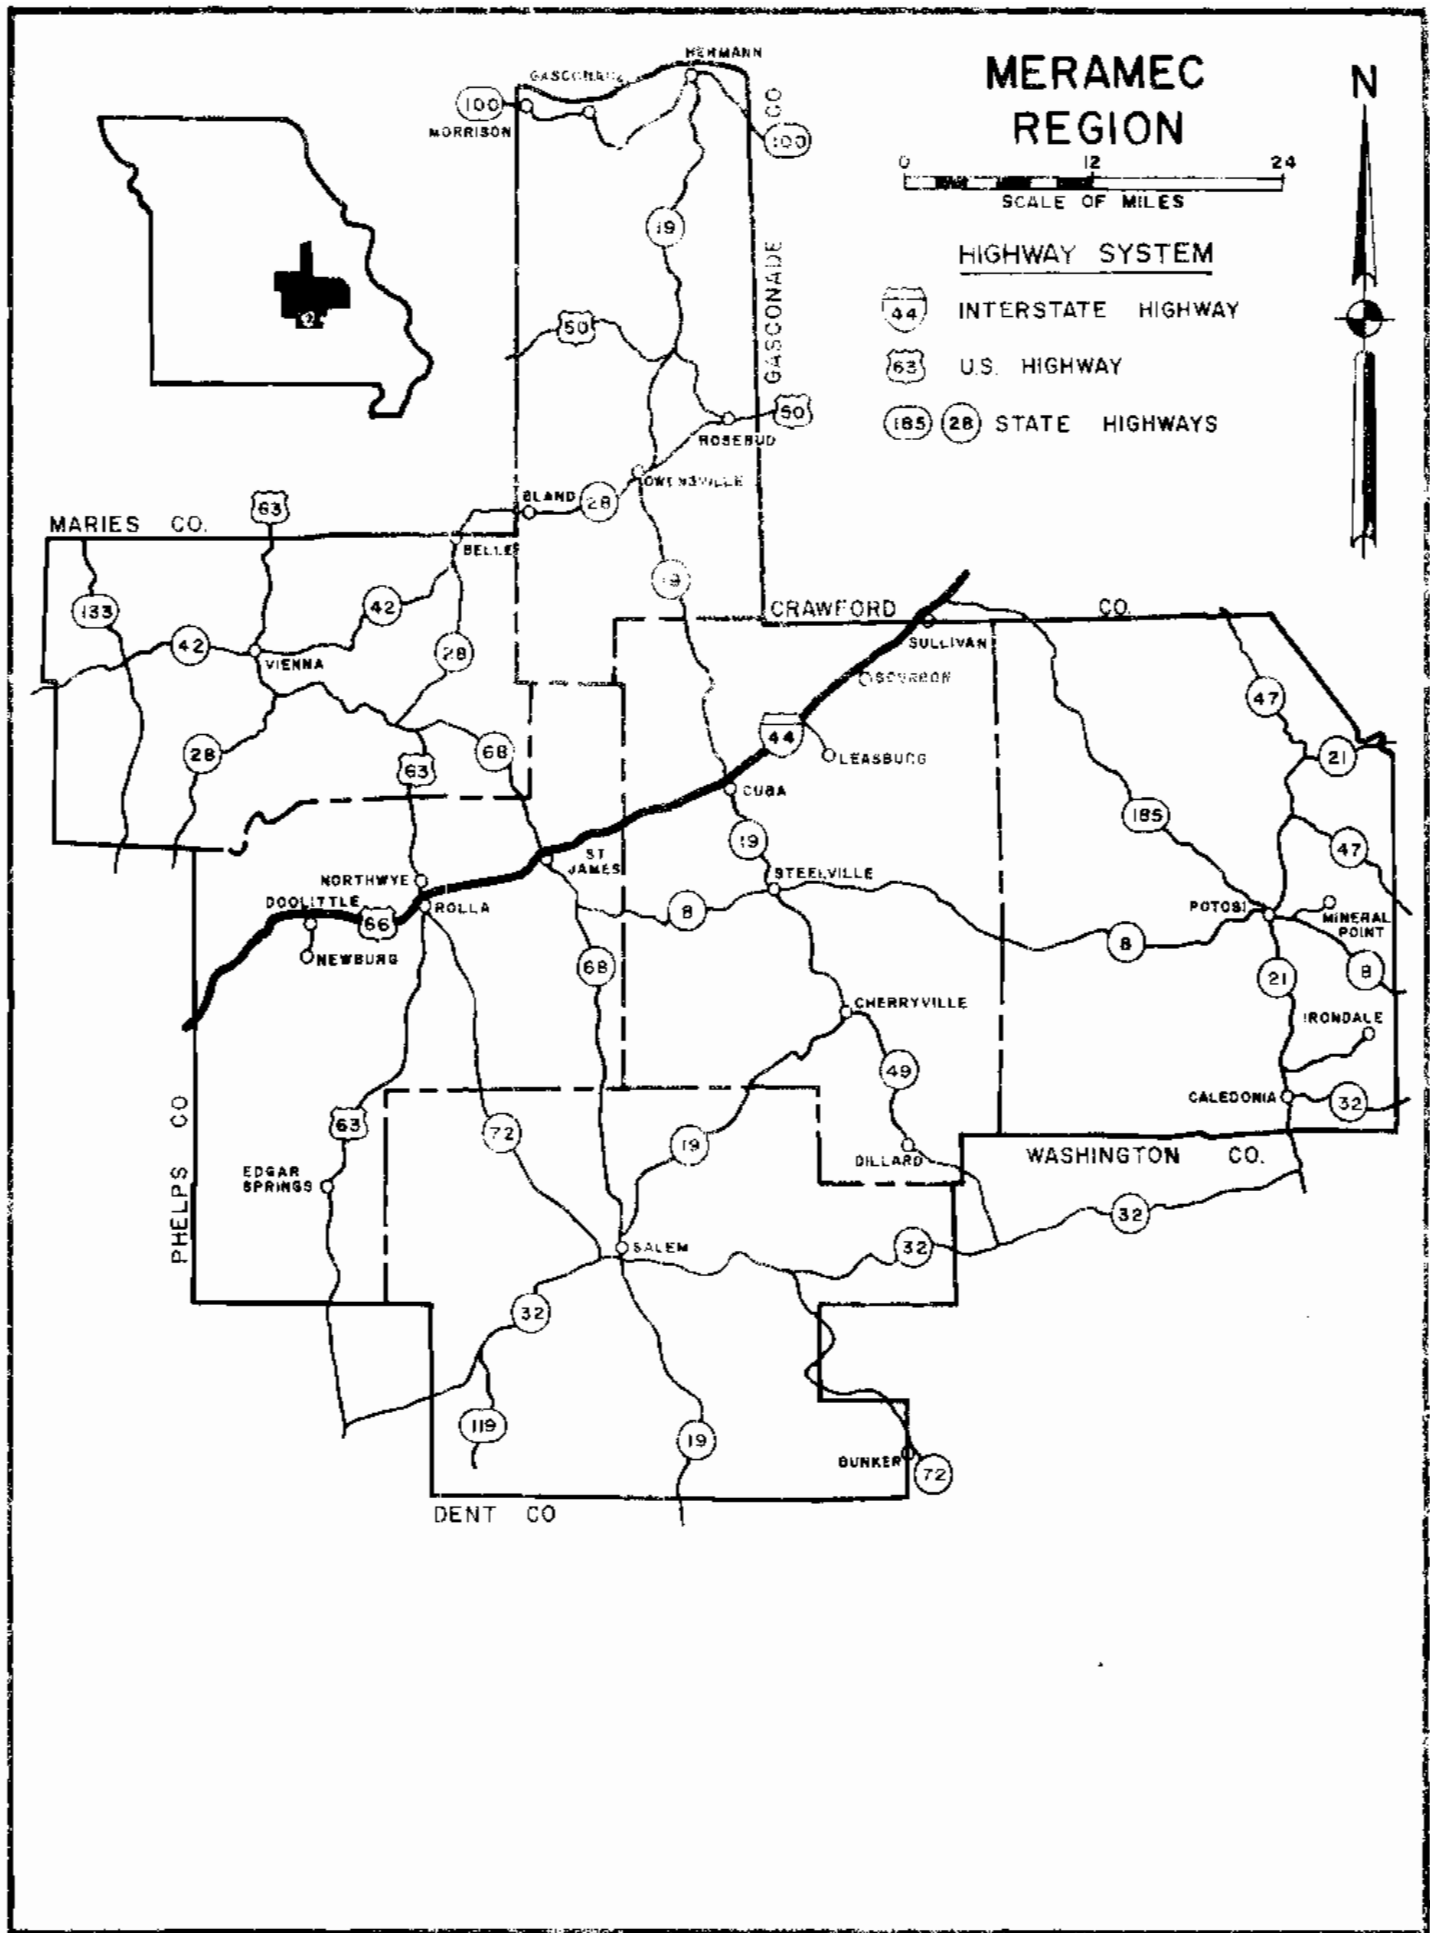 MERAMEC
REGION
N
0 12 24
SCALE OF MILES
HIGHWAY SYSTEM
44 INTERSTATE HIGHWAY
63 U.S. HIGHWAY
185 28 STATE HIGHWAYS
HERMANN
GASCONADE
100
MORRISON
CO
100
19
GASCONADE
50
50
ROSEBUD
OWENSVILLE
BLAND
28
63
MARIES CO.
BELLE
19
133
42
42
28
VIENNA
CRAWFORD CO.
SULLIVAN
BOURBON
47
28
68
63
44
LEASBURG
21
CUBA
185
19
47
ST
JAMES
NORTHWYE
DOOLITTLE
ROLLA
66
NEWBURG
STEELVILLE
8
POTOSI
MINERAL
POINT
8
8
68
21
CHERRYVILLE
IRONDALE
49
CALEDONIA
32
PHELPS CO
63
72
19
DILLARD
WASHINGTON CO.
EDGAR
SPRINGS
32
SALEM
32
32
119
19
BUNKER
72
DENT CO